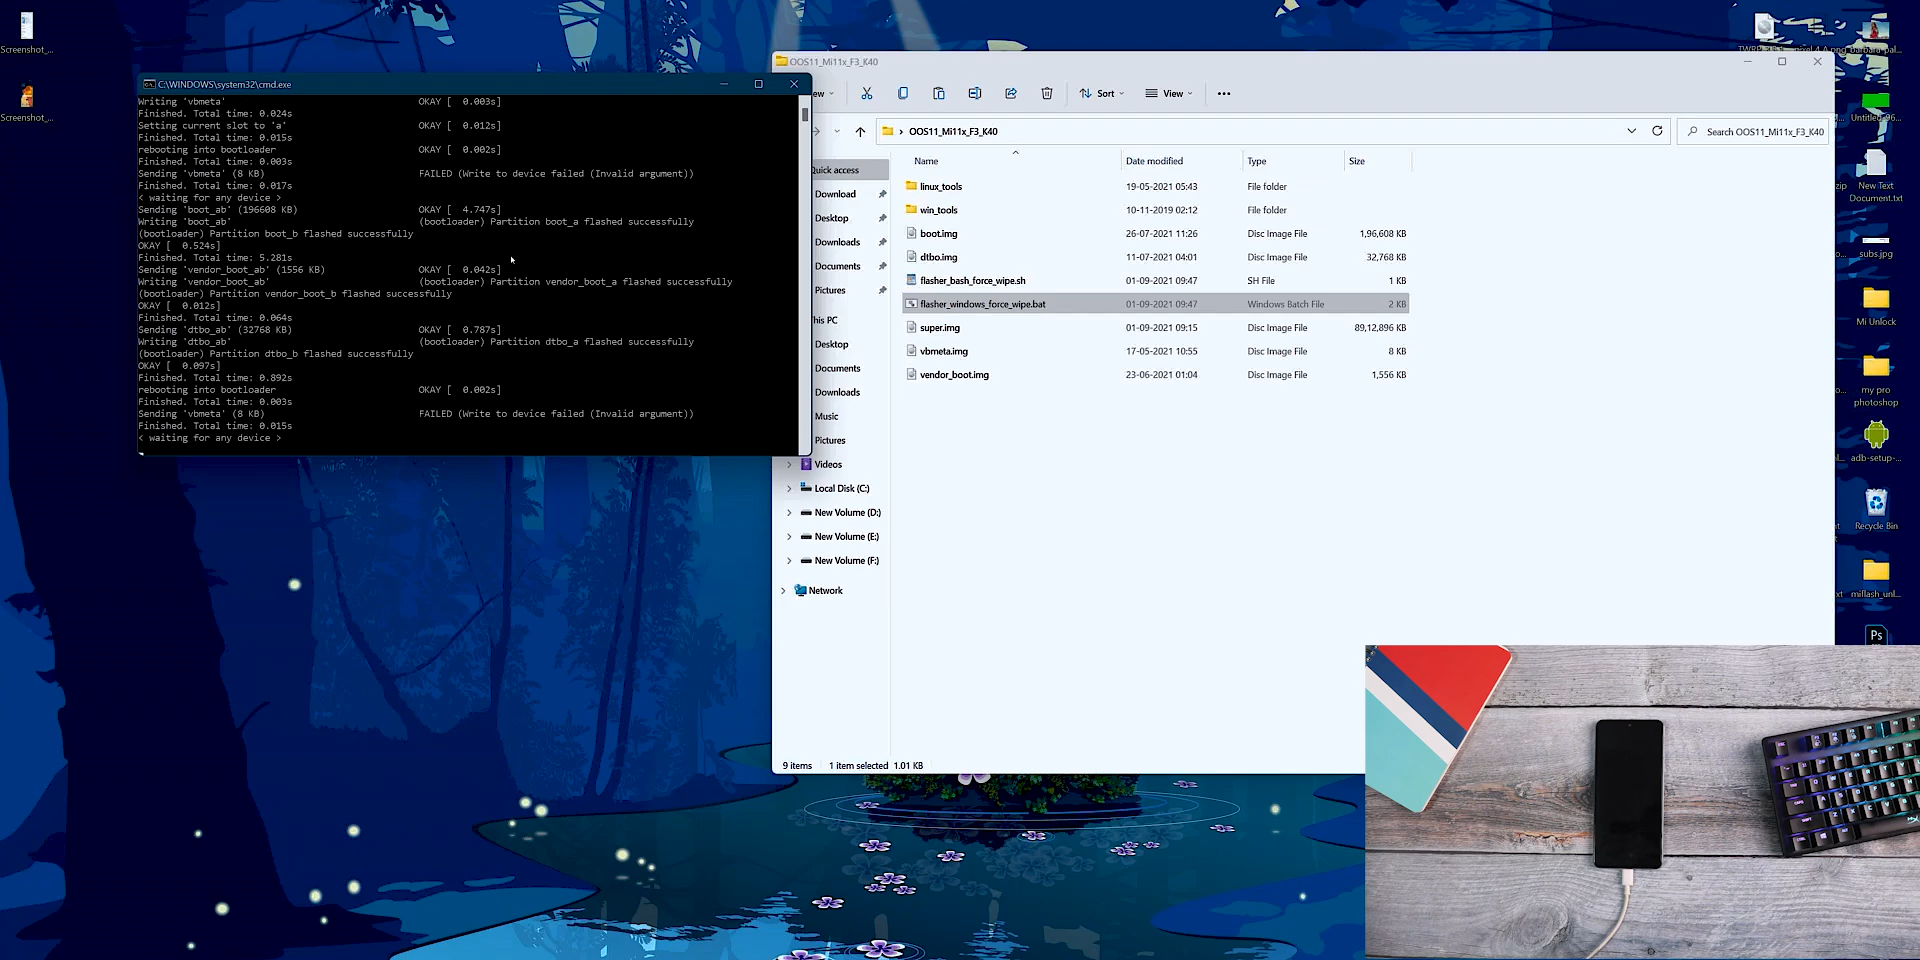 Screenshot_...
Screenshot_...
C:\WINDOWS\system32\cmd.exe
Writing 'vbmeta' OKAY [ 0.003s]
Finished. Total time: 0.024s
Setting current slot to 'a' OKAY [ 0.012s]
Finished. Total time: 0.015s
rebooting into bootloader OKAY [ 0.002s]
Finished. Total time: 0.003s
Sending 'vbmeta' (8 KB) FAILED (Write to device failed (Invalid argument))
Finished. Total time: 0.017s
< waiting for any device >
Sending 'boot_ab' (196608 KB) OKAY [ 4.747s]
Writing 'boot_ab' (bootloader) Partition boot_a flashed successfully
(bootloader) Partition boot_b flashed successfully
OKAY [ 0.524s]
Finished. Total time: 5.281s
Sending 'vendor_boot_ab' (1556 KB) OKAY [ 0.042s]
Writing 'vendor_boot_ab' (bootloader) Partition vendor_boot_a flashed successfully
(bootloader) Partition vendor_boot_b flashed successfully
OKAY [ 0.012s]
Finished. Total time: 0.064s
Sending 'dtbo_ab' (32768 KB) OKAY [ 0.787s]
Writing 'dtbo_ab' (bootloader) Partition dtbo_a flashed successfully
(bootloader) Partition dtbo_b flashed successfully
OKAY [ 0.097s]
Finished. Total time: 0.892s
rebooting into bootloader OKAY [ 0.002s]
Finished. Total time: 0.003s
Sending 'vbmeta' (8 KB) FAILED (Write to device failed (Invalid argument))
Finished. Total time: 0.015s
< waiting for any device >
OOS11_Mi11x_F3_K40
ew Sort View
OOS11_Mi11x_F3_K40 Search OOS11_Mi11x_F3_K40
Quick access
Download
Desktop
Downloads
Documents
Pictures
This PC
Desktop
Documents
Downloads
Music
Pictures
Videos
Local Disk (C:)
New Volume (D:)
New Volume (E:)
New Volume (F:)
Network
Name Date modified Type Size
linux_tools 19-05-2021 05:43 File folder
win_tools 10-11-2019 02:12 File folder
boot.img 26-07-2021 11:26 Disc Image File 1,96,608 KB
dtbo.img 11-07-2021 04:01 Disc Image File 32,768 KB
flasher_bash_force_wipe.sh 01-09-2021 09:47 SH File 1 KB
flasher_windows_force_wipe.bat 01-09-2021 09:47 Windows Batch File 2 KB
super.img 01-09-2021 09:15 Disc Image File 89,12,896 KB
vbmeta.img 17-05-2021 10:55 Disc Image File 8 KB
vendor_boot.img 23-06-2021 01:04 Disc Image File 1,556 KB
9 items 1 item selected 1.01 KB
zip
New Text
Document.txt
subs.jpg
Mi Unlock
my pro
photoshop
adb-setup-...
Recycle Bin
miflash_unl...
Ps